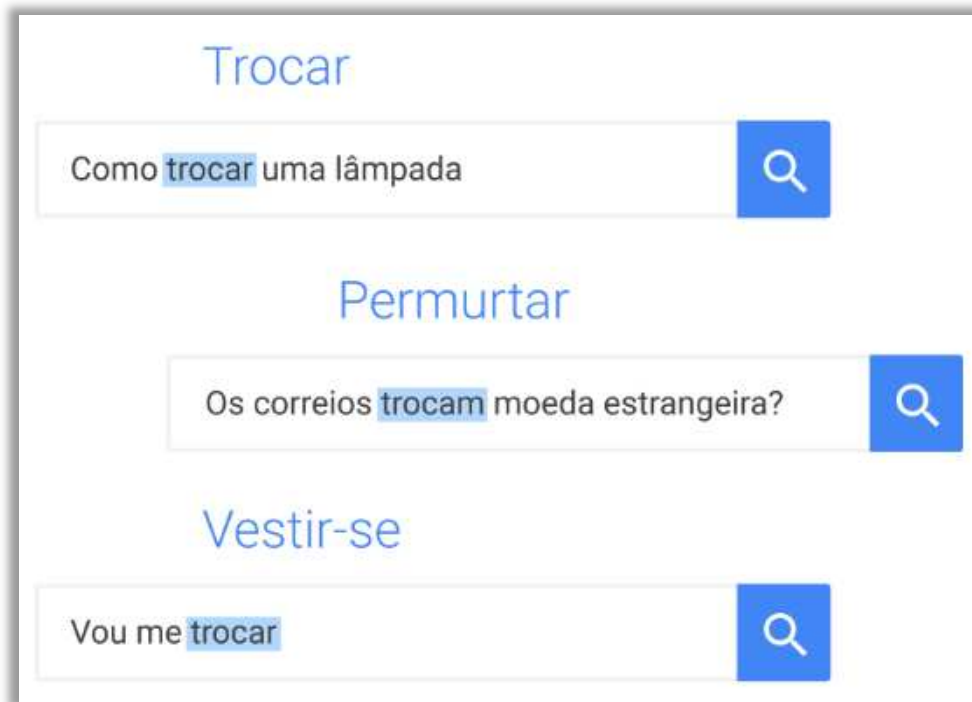 Trocar
Como trocar uma lâmpada
Permurtar
Os correios trocam moeda estrangeira?
Vestir-se
Vou me trocar